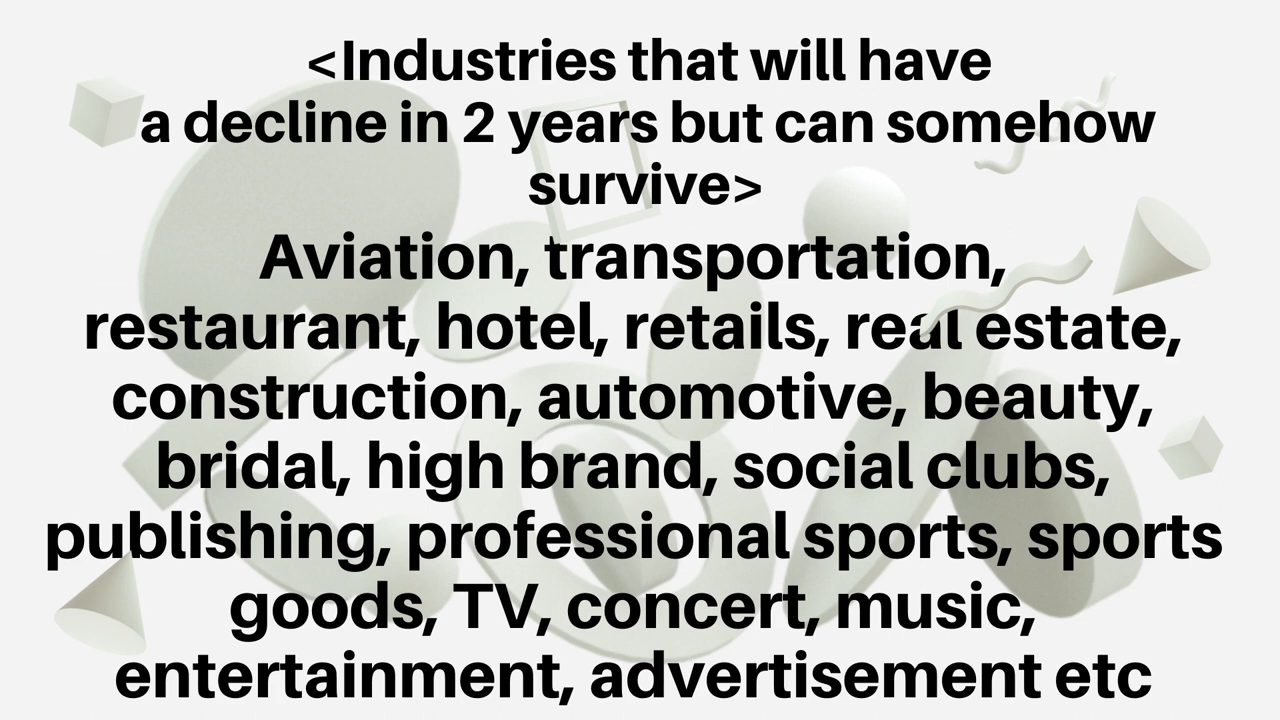 <Industries that will have
a decline in 2 years but can somehow
survive>
Aviation, transportation,
restaurant, hotel, retails, real estate,
construction, automotive, beauty,
bridal, high brand, social clubs,
publishing, professional sports, sports
goods, TV, concert, music,
entertainment, advertisement etc